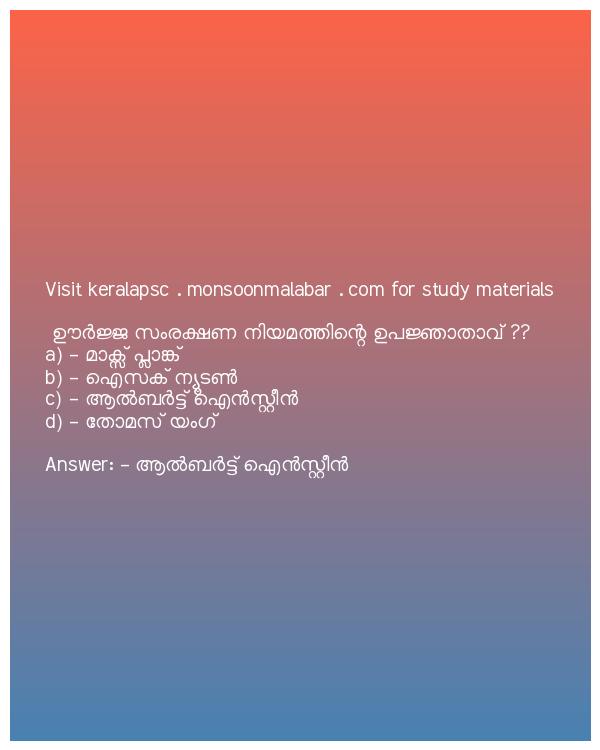 Visit keralapsc . monsoonmalabar . com for study materials
ഊർജ്ജ സംരക്ഷണ നിയമത്തിന്റെ ഉപജ്ഞാതാവ് ??
a) - മാക്സ് പ്ലാങ്ക്
b) - ഐസക് ന്യൂടൺ
c) - ആൽബർട്ട് ഐൻസ്റ്റീൻ
d) - തോമസ് യംഗ്
Answer: - ആൽബർട്ട് ഐൻസ്റ്റീൻ